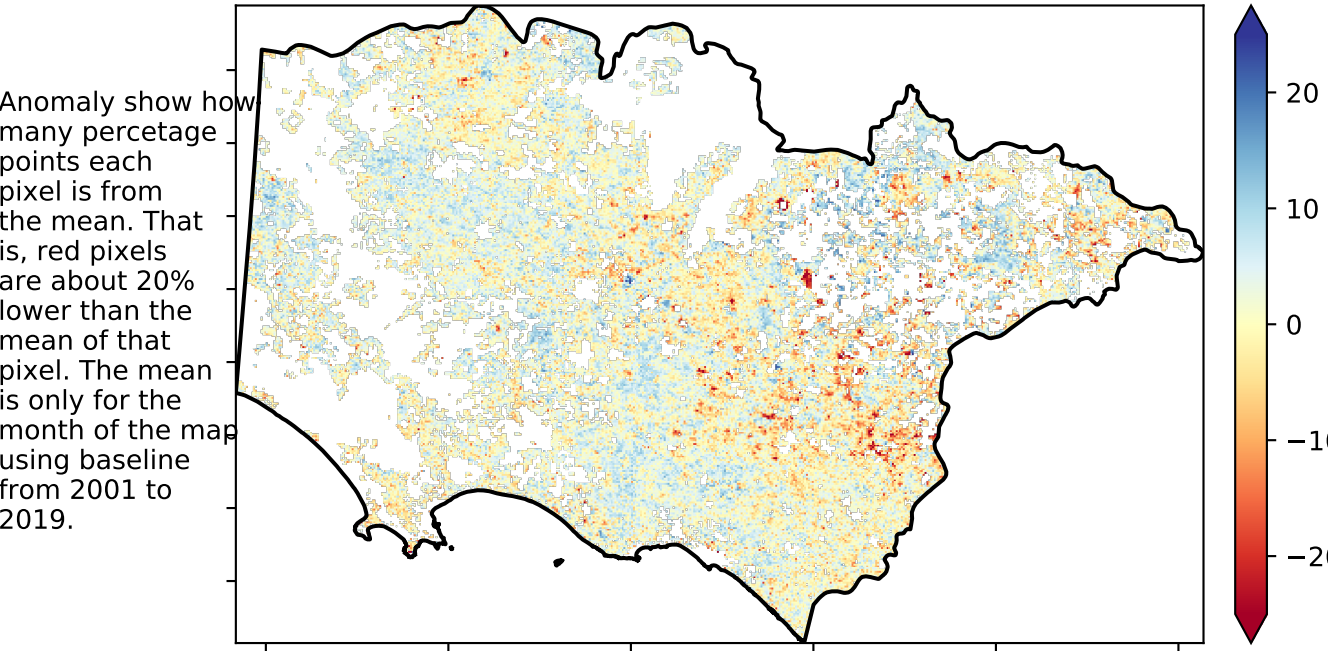 Anomaly show how
many percetage
points each
pixel is from
the mean. That
is, red pixels
are about 20%
lower than the
mean of that
pixel. The mean
is only for the
month of the map
using baseline
from 2001 to
2019.
20
10
0
−10
−20